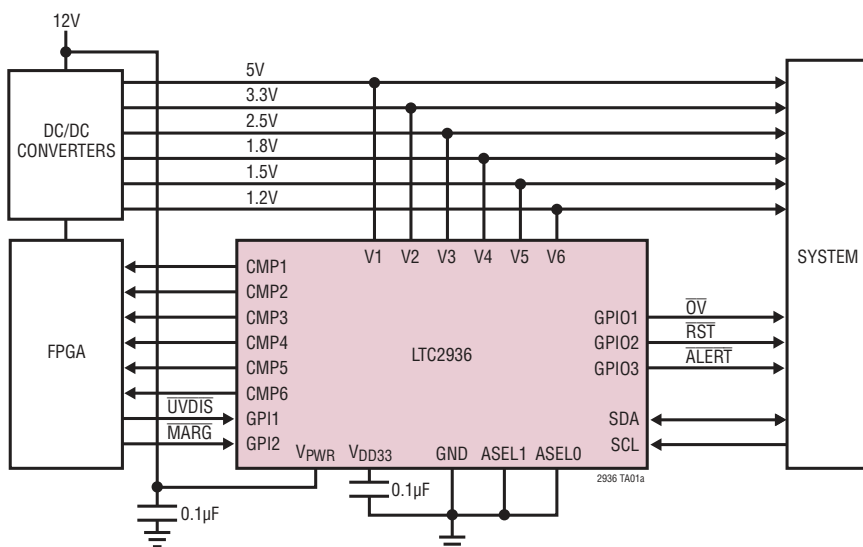 12V
5V
3.3V
2.5V
1.8V
1.5V
1.2V
DC/DC
CONVERTERS
V1 V2 V3 V4 V5 V6
SYSTEM
FPGA
CMP1
CMP2
CMP3
CMP4
CMP5
CMP6
UVDIS
GPI1
MARG
GPI2
LTC2936
GPIO1
OV
GPIO2
RST
GPIO3
ALERT
SDA
SCL
VPWR VDD33 GND ASEL1 ASEL0
2936 TA01a
0.1µF
0.1µF